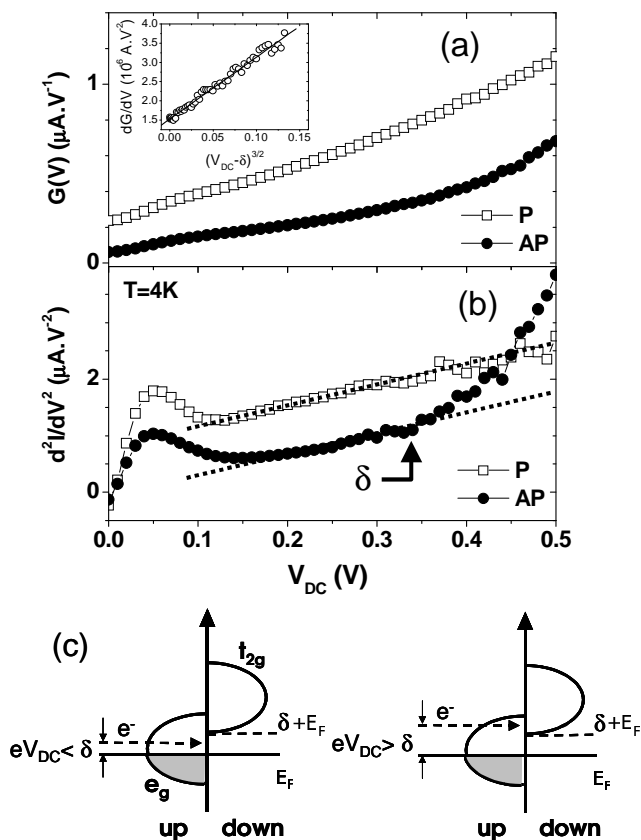 (a)
dG/dV (10⁶ A.V⁻²)
4.0
3.5
3.0
2.5
2.0
1.5
0.00 0.05 0.10 0.15
(V_DC-δ)^3/2
G(V) (µA.V⁻¹)
1
0
P
AP
T=4K
(b)
d²I/dV² (µA.V⁻²)
2
0
δ
P
AP
0.0 0.1 0.2 0.3 0.4 0.5
V_DC (V)
(c)
t₂g
e⁻
δ+E_F
eV_DC< δ
e_g
E_F
up down
e⁻
δ+E_F
eV_DC> δ
E_F
up down